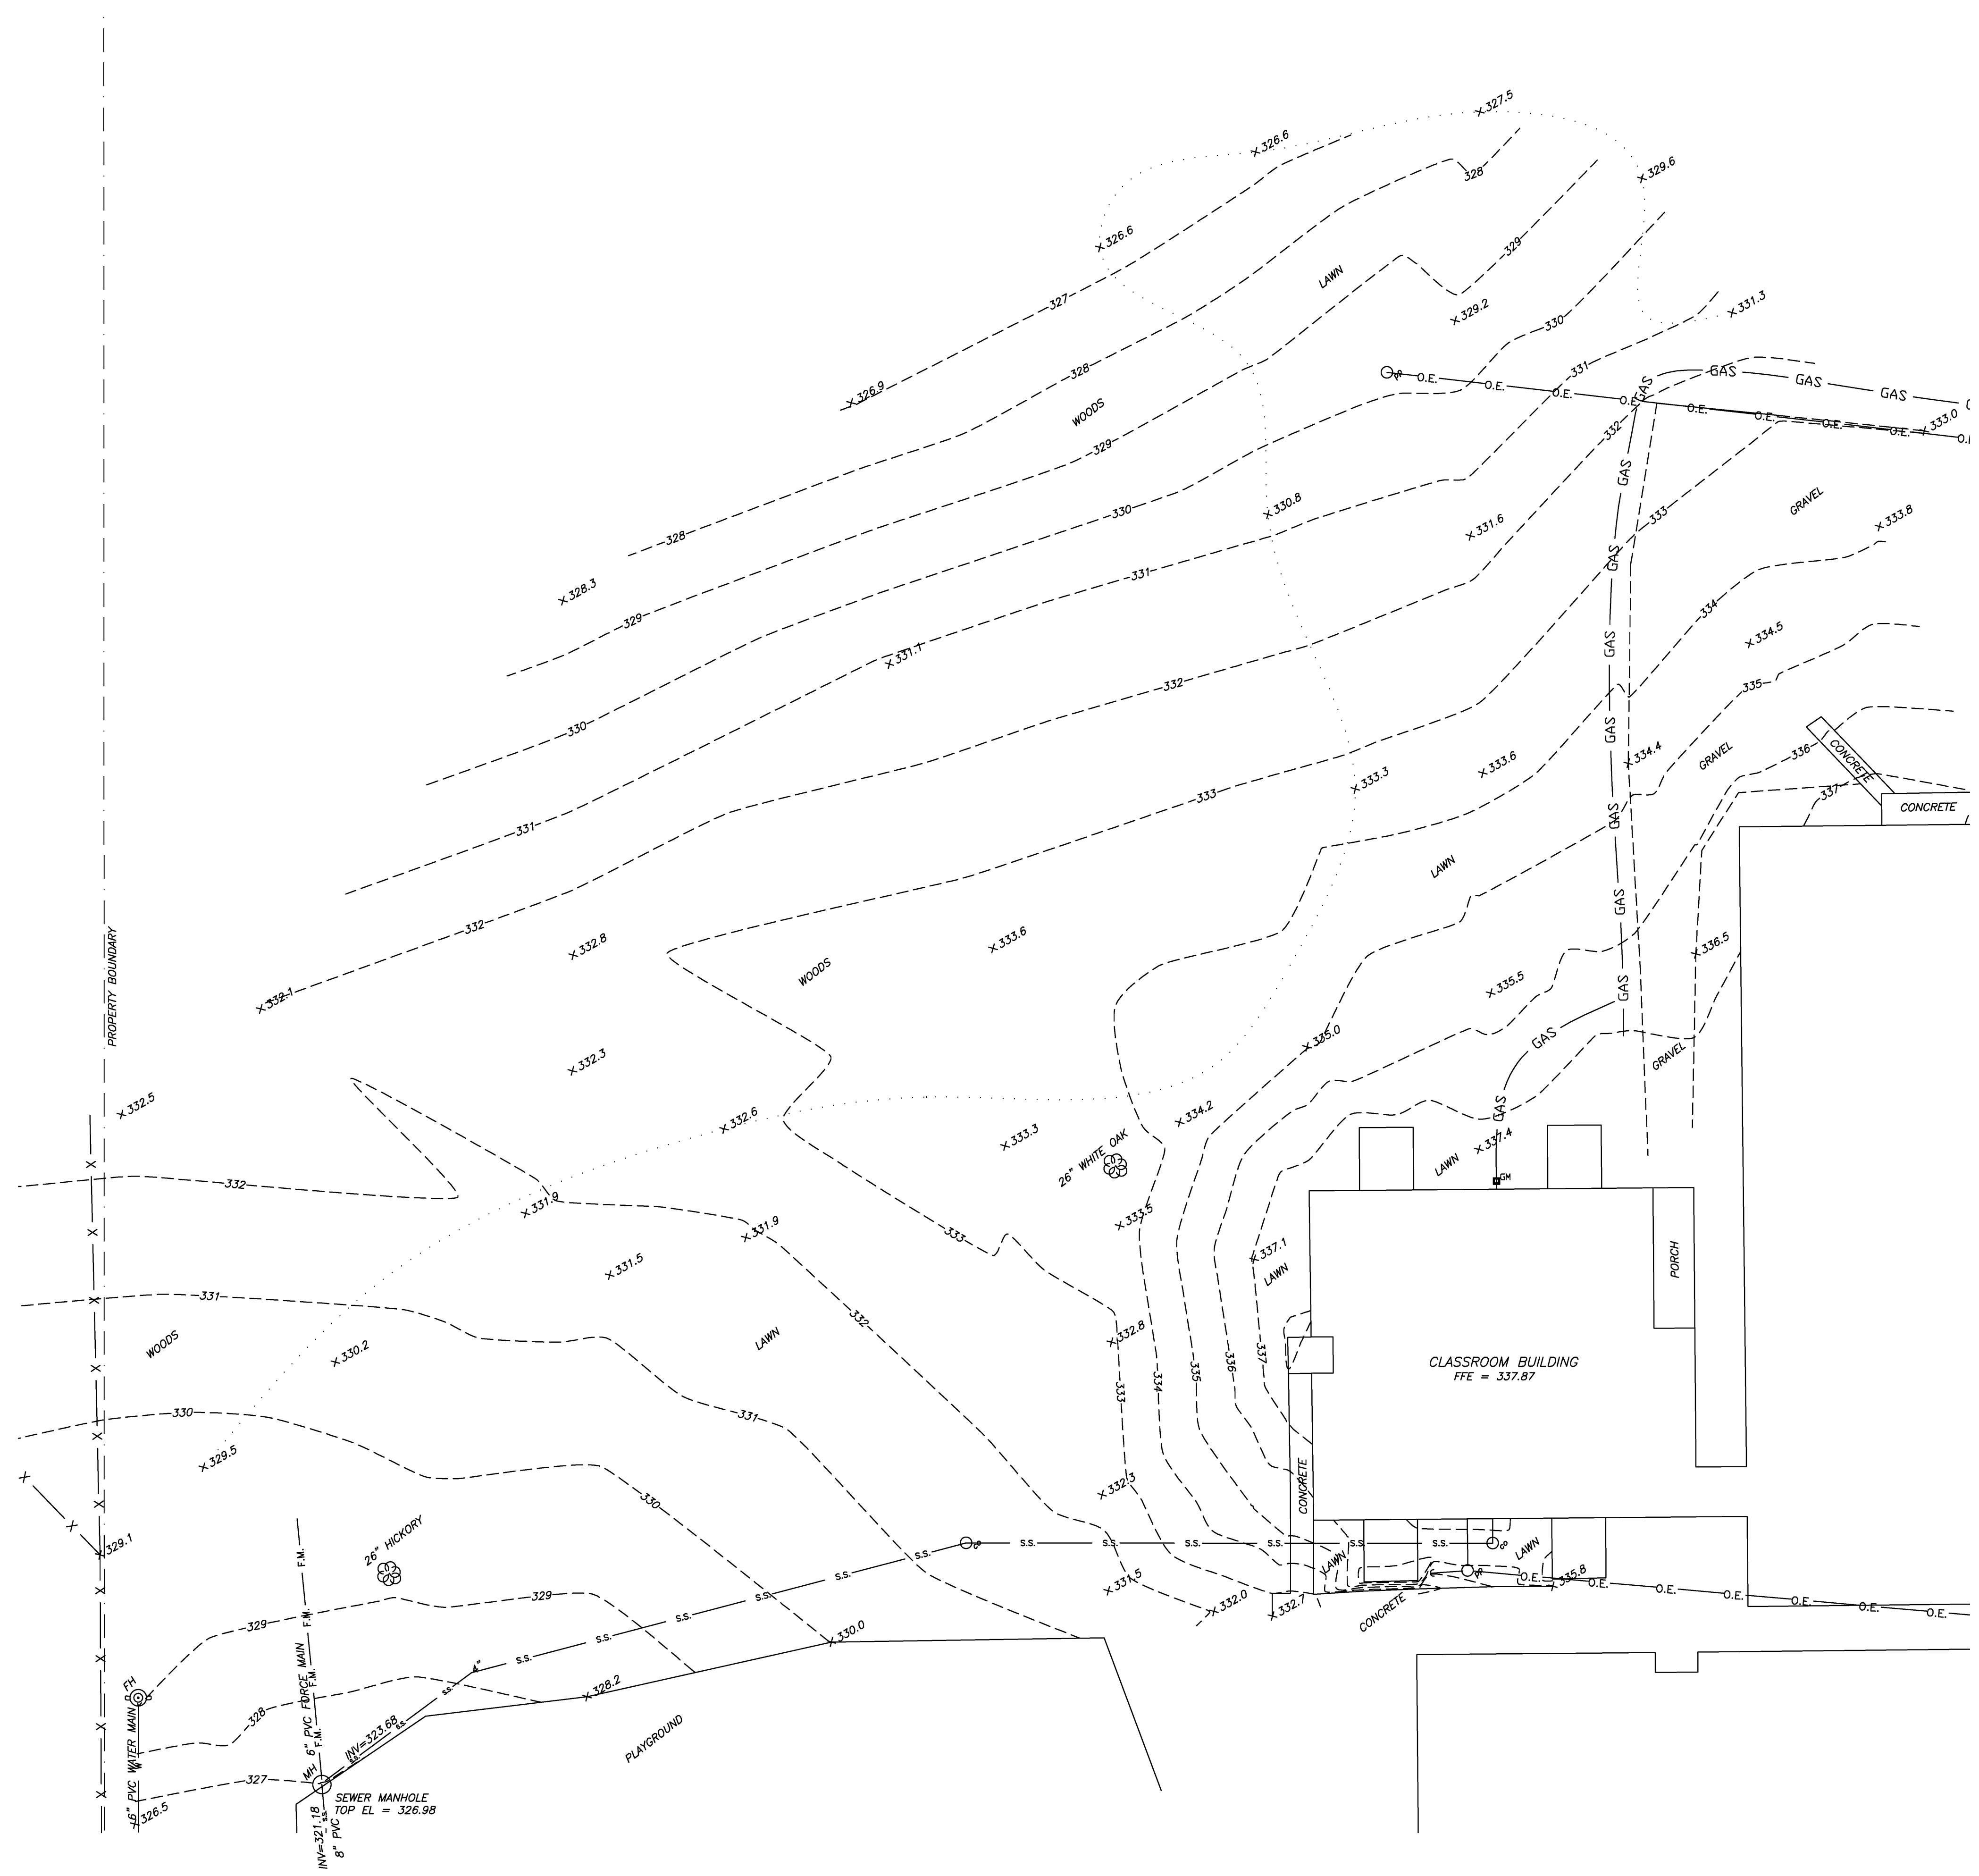 327.5
326.6
329.6
328
326.6
329
LAWN
327
331.3
329.2
330
328
331
GAS
GAS
GAS
GAS
326.9
O.E.
O.E.
O.E.
O.E.
O.E.
O.E.
O.E.
O.E.
PP
WOODS
333.0
332
329
GAS
GRAVEL
330.8
330
333
333.8
331.6
328
GAS
331
328.3
334
329
334.5
GAS
331.1
332
335
330
GAS
336
334.4
GRAVEL
333.6
333.3
CONCRETE
333
337
CONCRETE
331
GAS
LAWN
GAS
332
332.8
333.6
336.5
PROPERTY BOUNDARY
WOODS
335.5
GAS
332.1
335.0
GAS
GRAVEL
332.3
332.5
332.6
333.3
334.2
GAS
26" WHITE OAK
337.4
LAWN
GM
332
331.9
331.9
333
333.5
337.1
LAWN
PORCH
331.5
331
332
332.8
WOODS
330.2
LAWN
333
334
335
336
337
CLASSROOM BUILDING
FFE = 337.87
330
331
329.5
332.3
CONCRETE
330
26" HICKORY
F.M.
329.1
S.S.
S.S.
S.S.
S.S.
S.S.
S.S.
CO
CO
LAWN
LAWN
S.S.
S.S.
331.5
332.0
332.7
PP
335.8
O.E.
O.E.
O.E.
O.E.
O.E.
O.E.
O.E.
CONCRETE
329
329
F.M.
S.S.
S.S.
S.S.
S.S.
4"
330.0
FH
6" PVC FORCE MAIN
F.M.
S.S.
328.2
328
F.M.
S.S.
INV=323.68
S.S.
PLAYGROUND
6" PVC WATER MAIN
W
327
MH
SEWER MANHOLE
TOP EL = 326.98
326.5
INV=321.18
S.S.
8" PVC